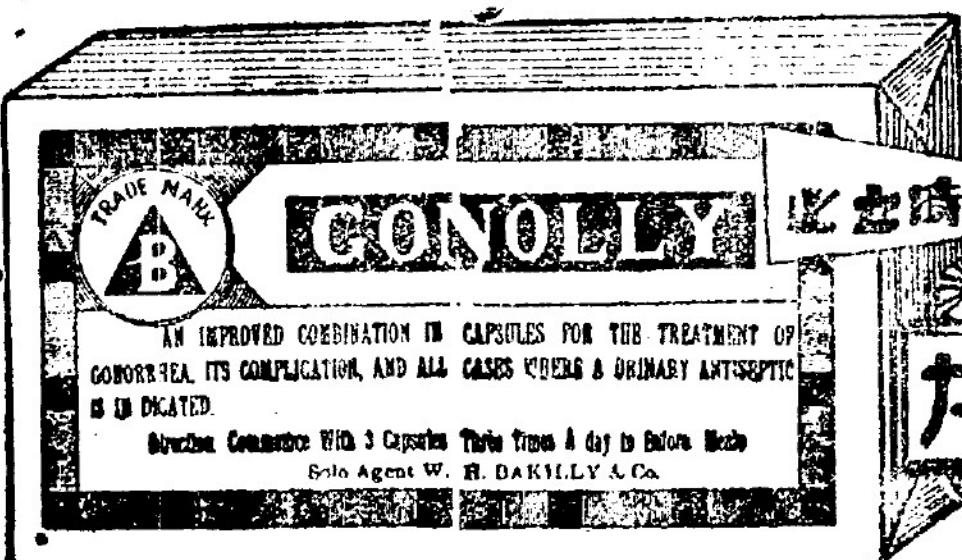 TRADE MARK
B
GONOLLY
AN IMPROVED COMBINATION IN CAPSULES FOR THE TREATMENT OF
GONORRHEA, ITS COMPLICATION, AND ALL CASES WHERE A URINARY ANTISEPTIC
IS IN DICATED.
Direction Commence With 3 Capsules Three Times A day to Before Meals
Sole Agent W. H. DAKILLY & Co.